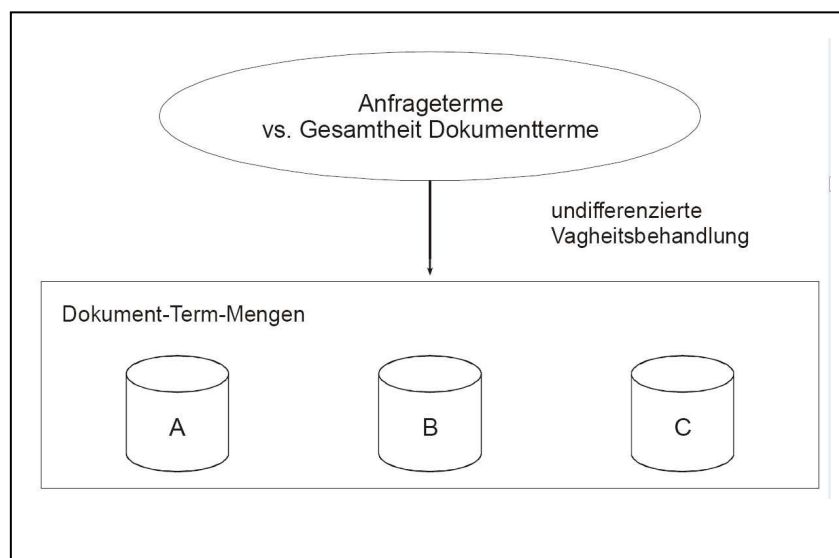 Anfrageterme
vs. Gesamtheit Dokumentterme
undifferenzierte
Vagheitsbehandlung
Dokument-Term-Mengen
A
B
C